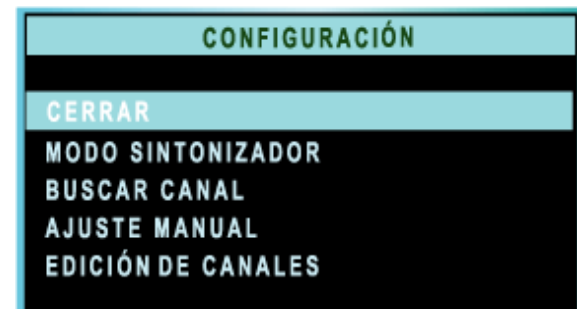 CONFIGURACIÓN
CERRAR
MODO SINTONIZADOR
BUSCAR CANAL
AJUSTE MANUAL
EDICIÓN DE CANALES